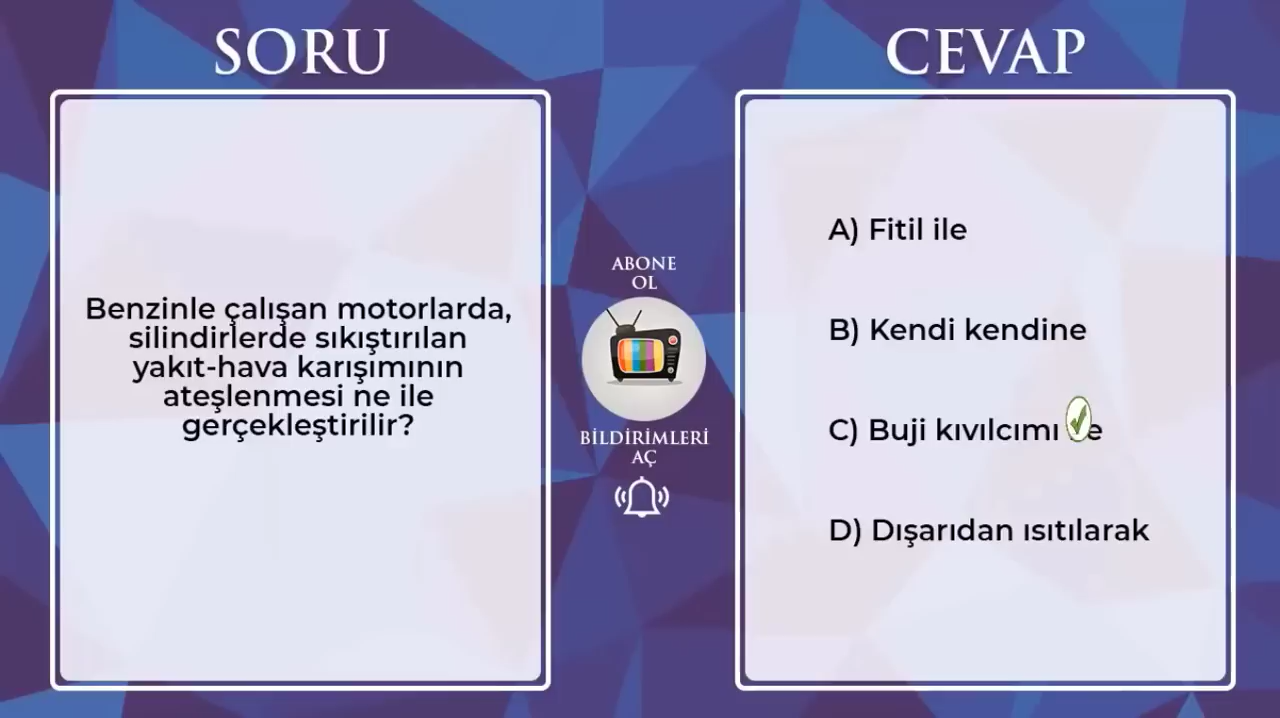 SORU
Benzinle çalışan motorlarda,
silindirlerde sıkıştırılan
yakıt-hava karışımının
ateşlenmesi ne ile
gerçekleştirilir?
ABONE
OL
BİLDİRİMLERİ
AÇ
CEVAP
A) Fitil ile
B) Kendi kendine
C) Buji kıvılcımı
D) Dışarıdan ısıtılarak